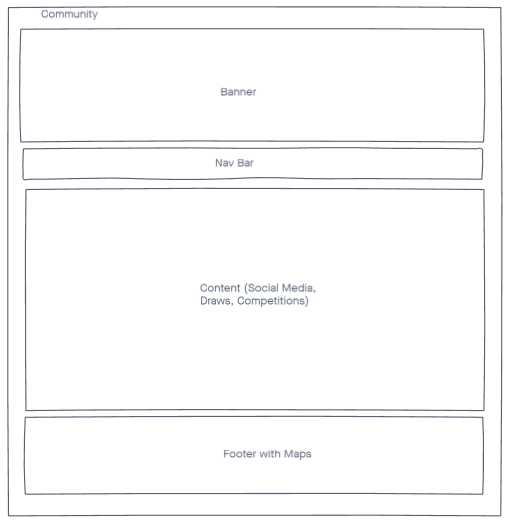 Community
Banner
Nav Bar
Content (Social Media,
Draws, Competitions)
Footer with Maps